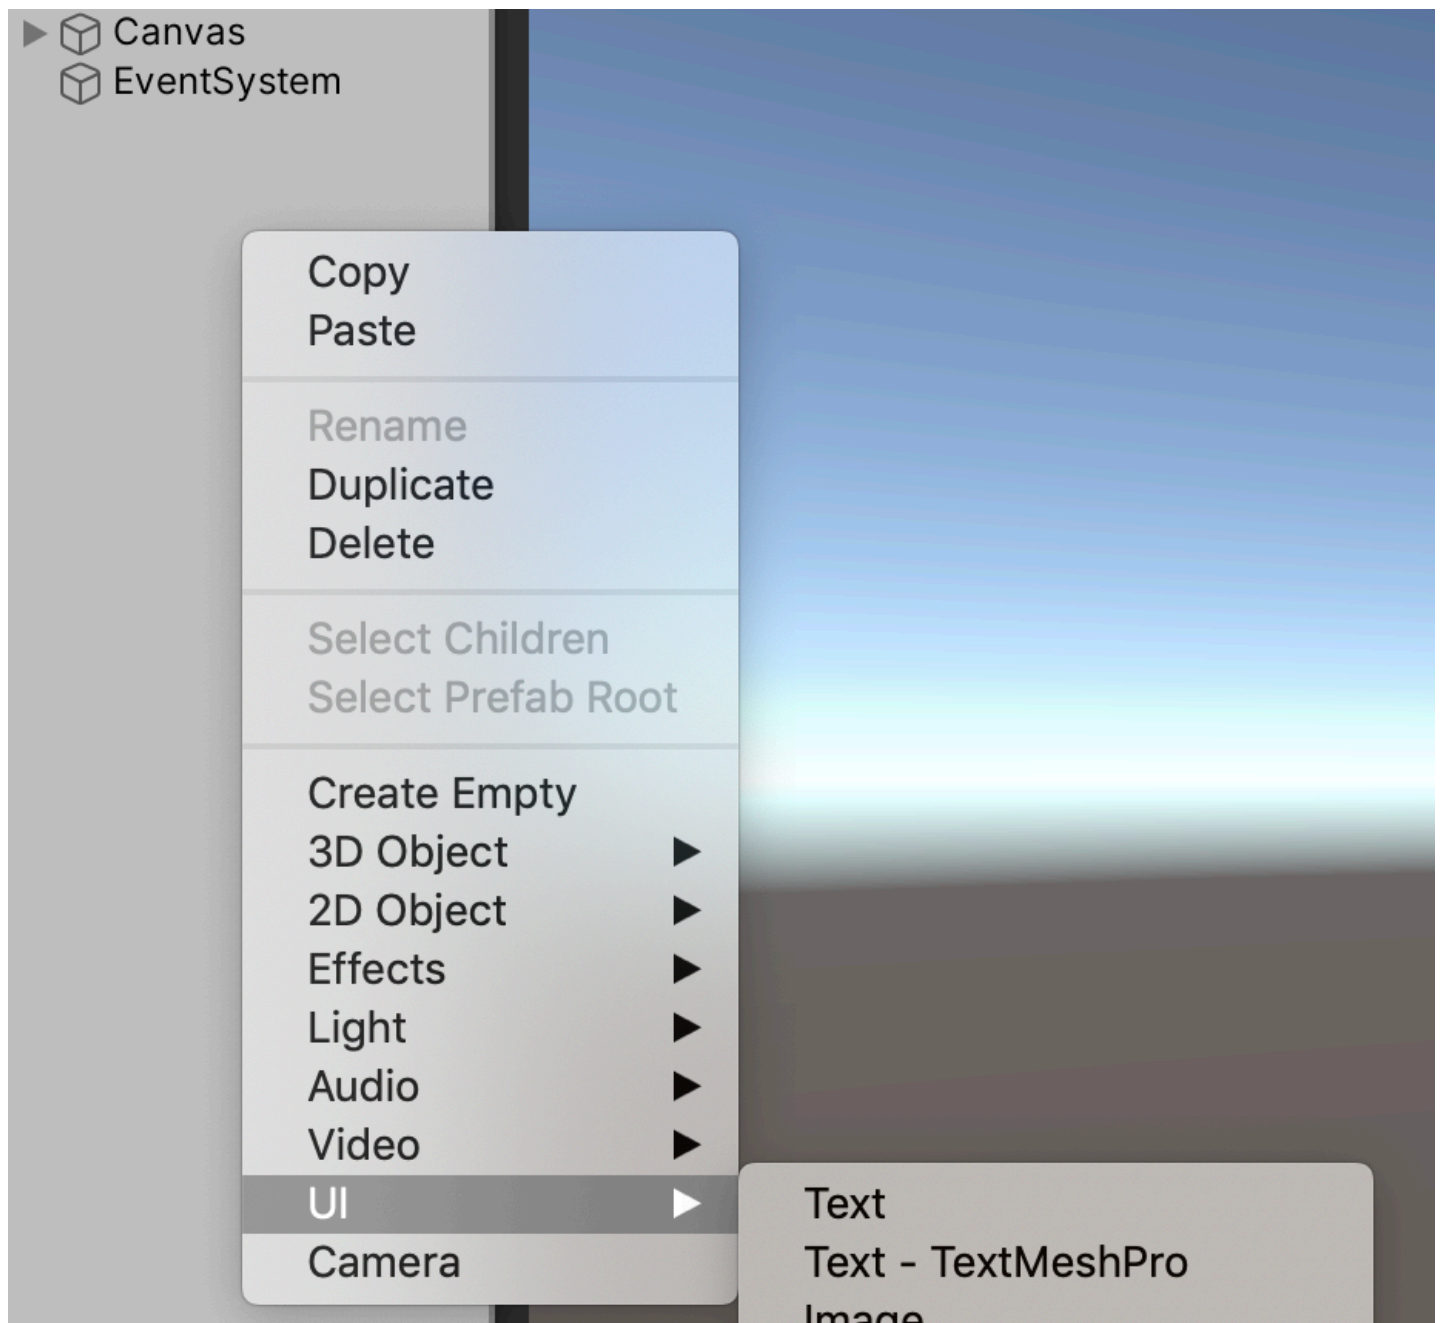 Canvas
EventSystem
Copy
Paste
Rename
Duplicate
Delete
Select Children
Select Prefab Root
Create Empty
3D Object
2D Object
Effects
Light
Audio
Video
UI
Camera
Text
Text - TextMeshPro
Image